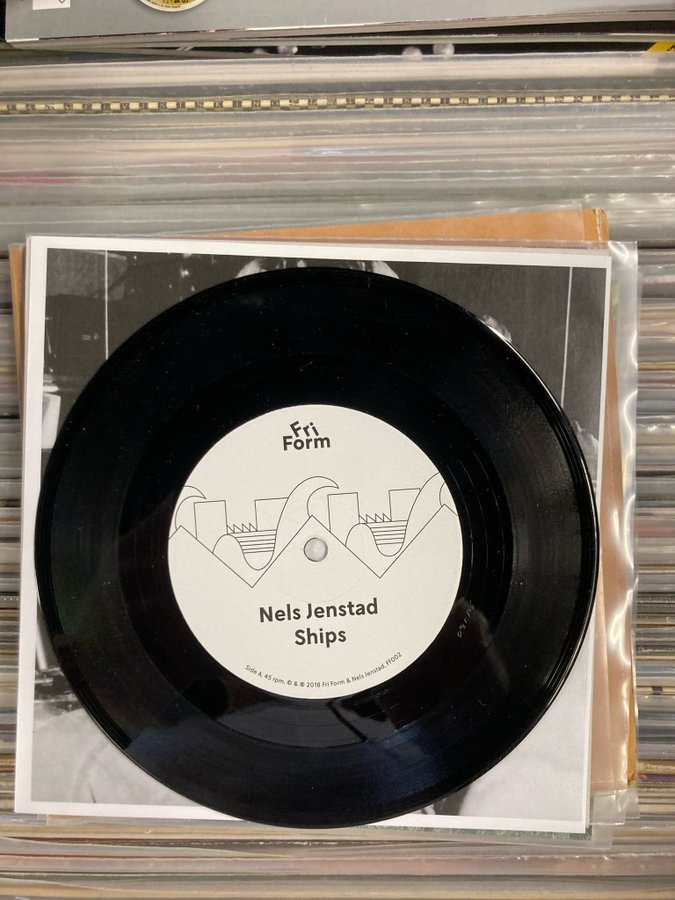 Fri
Form
Nels Jenstad
Ships
Side A, 45 rpm, © & ℗ 2018 Fri Form & Nels Jenstad, FF002